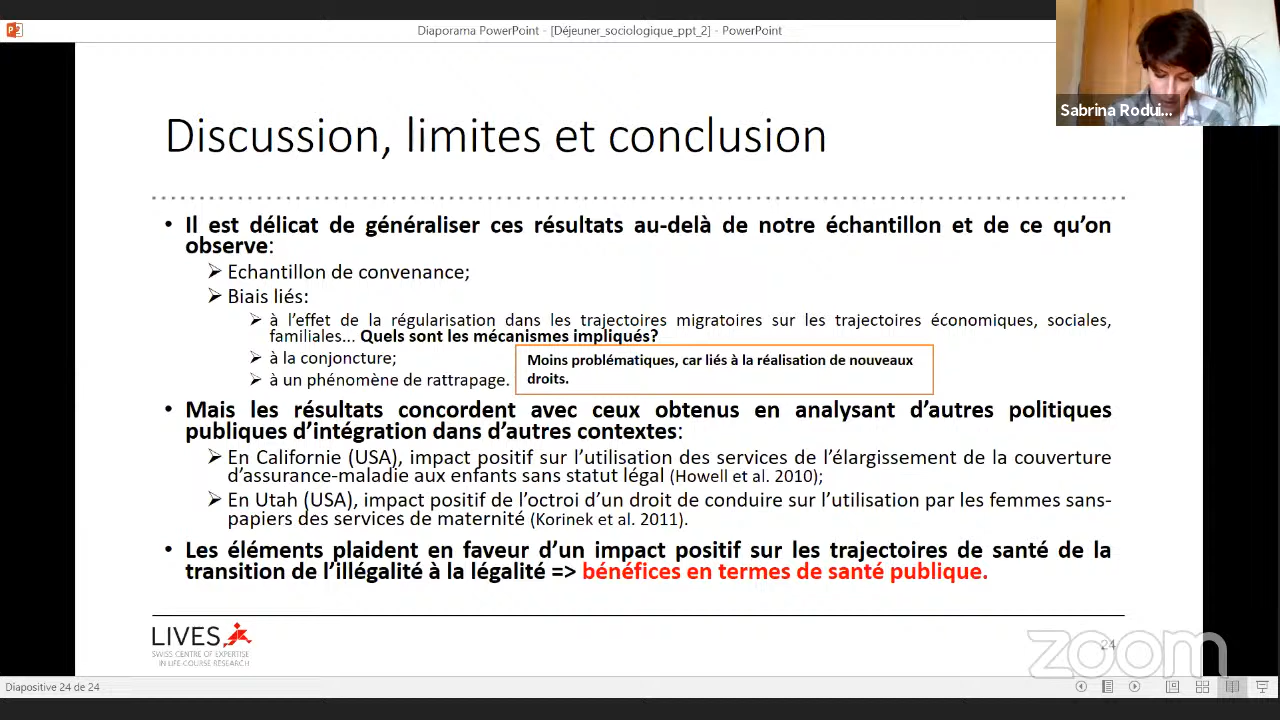 Diaporama PowerPoint - [Déjeuner_sociologique_ppt_2] - PowerPoint
Sabrina Rodui...
Discussion, limites et conclusion
• Il est délicat de généraliser ces résultats au-delà de notre échantillon et de ce qu'on
observe:
➢ Echantillon de convenance;
➢ Biais liés:
➢ à l'effet de la régularisation dans les trajectoires migratoires sur les trajectoires économiques, sociales,
familiales... Quels sont les mécanismes impliqués?
➢ à la conjoncture;
➢ à un phénomène de rattrapage.
Moins problématiques, car liés à la réalisation de nouveaux
droits.
• Mais les résultats concordent avec ceux obtenus en analysant d'autres politiques
publiques d'intégration dans d'autres contextes:
➢ En Californie (USA), impact positif sur l'utilisation des services de l'élargissement de la couverture
d'assurance-maladie aux enfants sans statut légal (Howell et al. 2010);
➢ En Utah (USA), impact positif de l'octroi d'un droit de conduire sur l'utilisation par les femmes sans-
papiers des services de maternité (Korinek et al. 2011).
• Les éléments plaident en faveur d'un impact positif sur les trajectoires de santé de la
transition de l'illégalité à la légalité => bénéfices en termes de santé publique.
LIVES
SWISS CENTRE OF EXPERTISE
IN LIFE COURSE RESEARCH
24
zoom
Diapositive 24 de 24